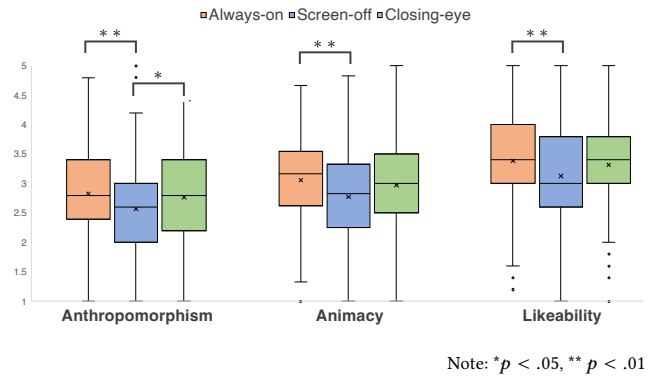 Always-on Screen-off Closing-eye
** ** **
*
5
4.5
4
3.5
3
2.5
2
1.5
1
Anthropomorphism Animacy Likeability
Note: *p < .05, ** p < .01